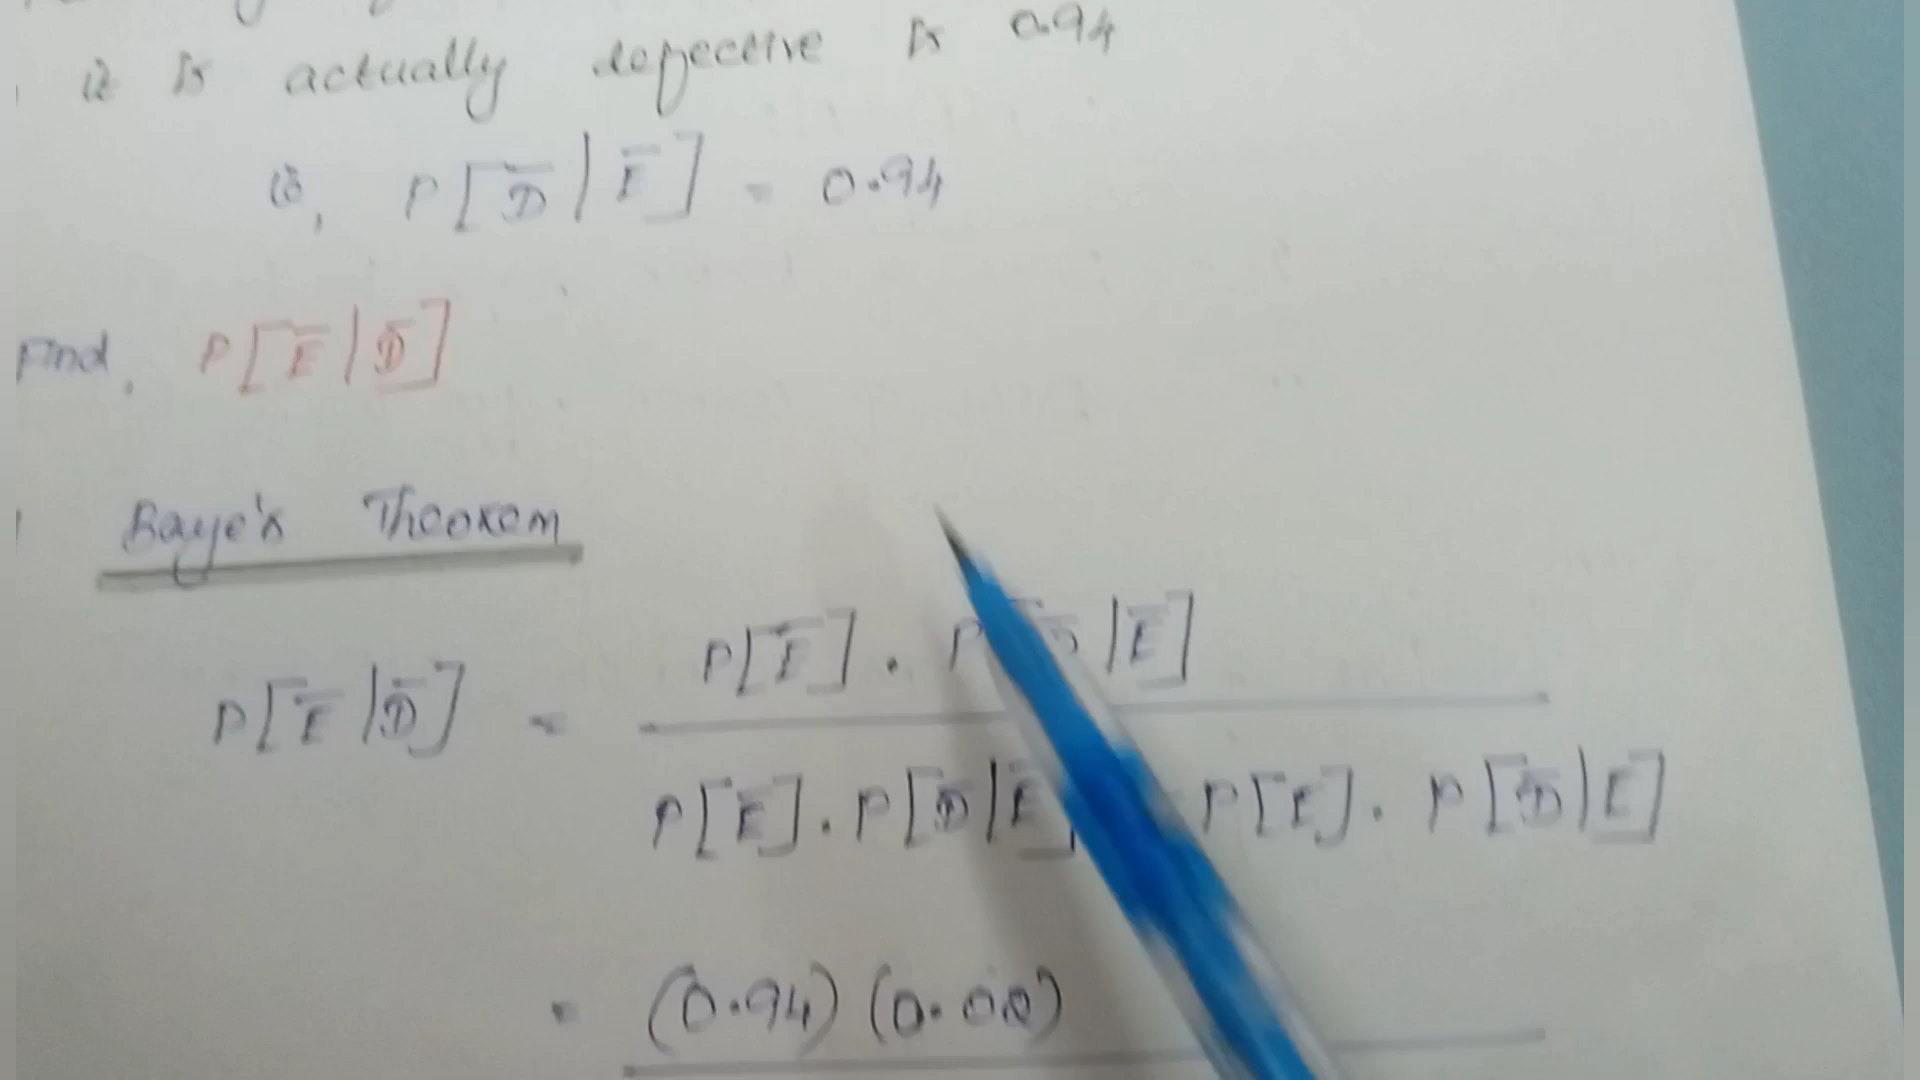 it is actually defective is 0.94
ie, P[D̅ | E̅] = 0.94
Find, P[E̅ | D̅]
Baye's Theorem
P[E̅ | D̅] = P[E̅] . P[D̅ | E̅]
P[E̅] . P[D̅ | E̅] P[E] . P[D̅ | E]
= (0.94) (0.02)